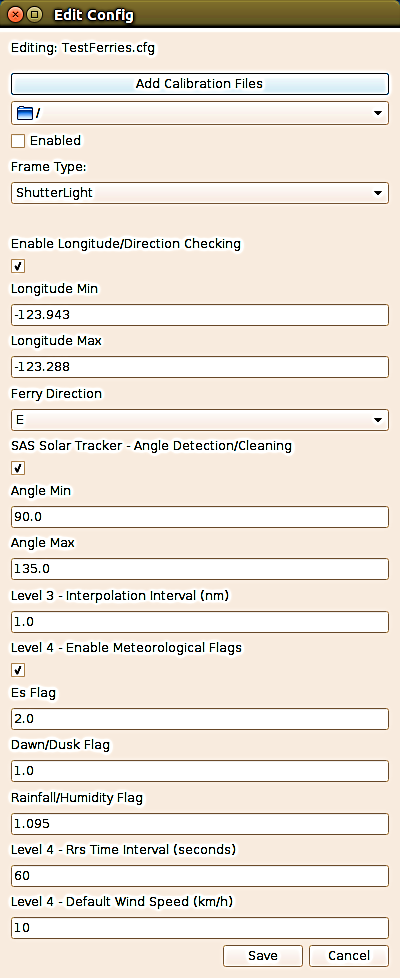 Edit Config
Editing: TestFerries.cfg
Add Calibration Files
/
Enabled
Frame Type:
ShutterLight
Enable Longitude/Direction Checking
Longitude Min
-123.943
Longitude Max
-123.288
Ferry Direction
E
SAS Solar Tracker - Angle Detection/Cleaning
Angle Min
90.0
Angle Max
135.0
Level 3 - Interpolation Interval (nm)
1.0
Level 4 - Enable Meteorological Flags
Es Flag
2.0
Dawn/Dusk Flag
1.0
Rainfall/Humidity Flag
1.095
Level 4 - Rrs Time Interval (seconds)
60
Level 4 - Default Wind Speed (km/h)
10
Save Cancel